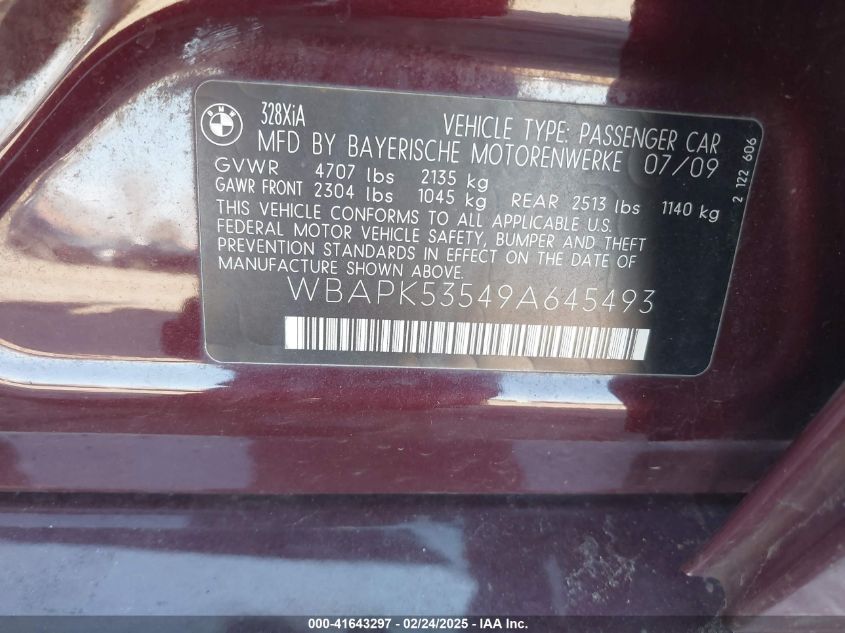 BMW
328XiA
VEHICLE TYPE: PASSENGER CAR
MFD BY BAYERISCHE MOTORENWERKE 07/09
GVWR 4707 lbs 2135 kg
GAWR FRONT 2304 lbs 1045 kg REAR 2513 lbs 1140 kg
THIS VEHICLE CONFORMS TO ALL APPLICABLE U.S.
FEDERAL MOTOR VEHICLE SAFETY, BUMPER AND THEFT
PREVENTION STANDARDS IN EFFECT ON THE DATE OF
MANUFACTURE SHOWN ABOVE.
WBAPK53549A645493
2 122 606
000-41643297 - 02/24/2025 - IAA Inc.